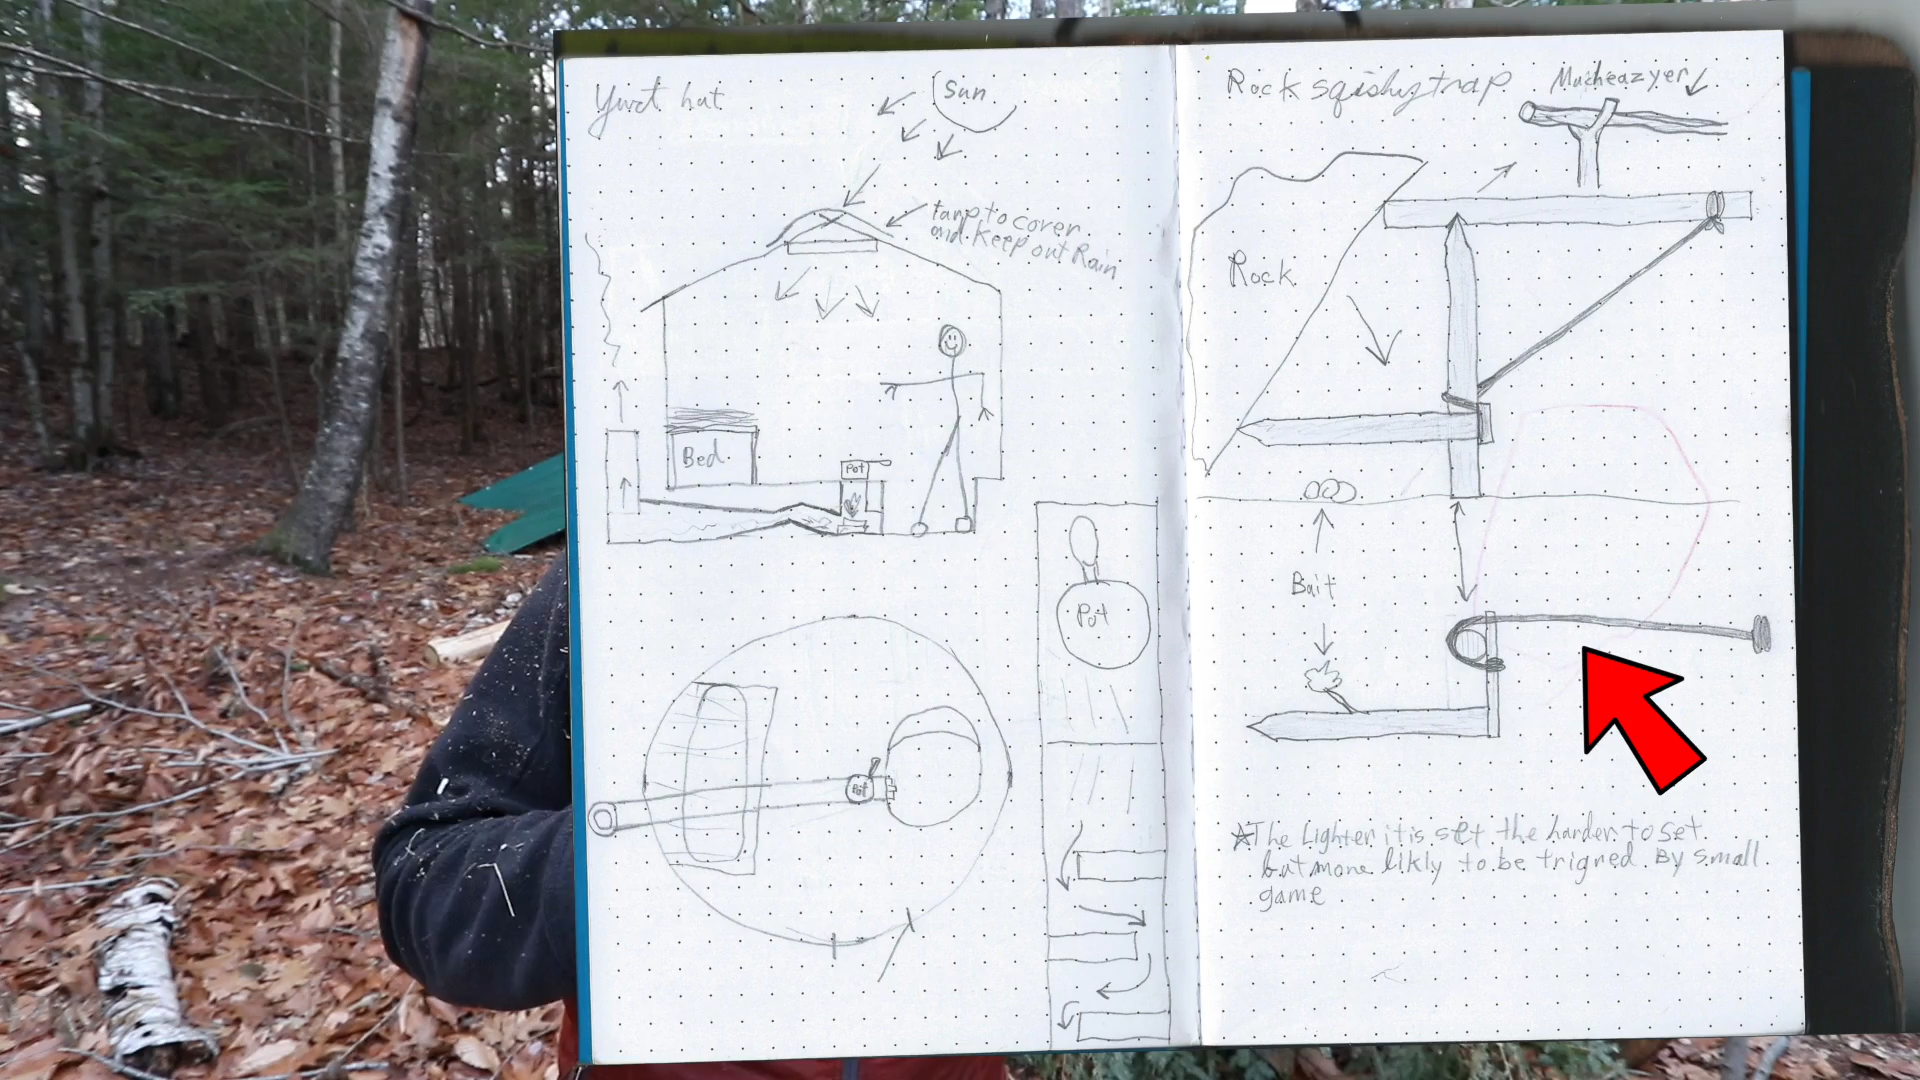 Yurt hut
Sun
tarp to cover
and keep out Rain
Bed.
Pot
Pot
Pot
Rock squishy trap
Mucheazyer
Rock
Bait
☆The Lighter it is set the harder to set
but more likly to be trigred By small
game